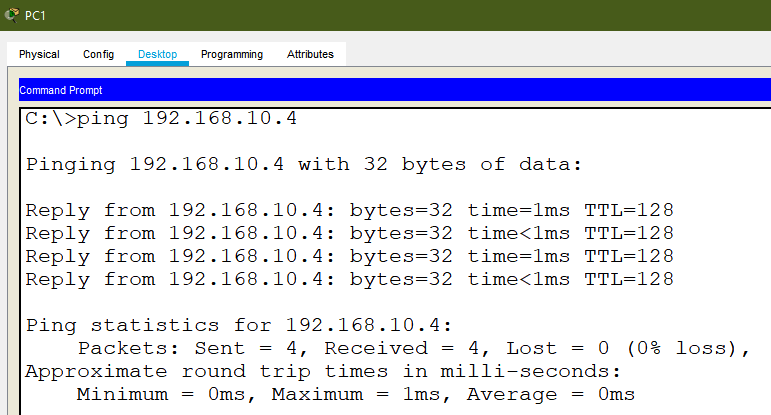 PC1
Physical Config Desktop Programming Attributes
Command Prompt
C:\>ping 192.168.10.4
Pinging 192.168.10.4 with 32 bytes of data:
Reply from 192.168.10.4: bytes=32 time=1ms TTL=128
Reply from 192.168.10.4: bytes=32 time<1ms TTL=128
Reply from 192.168.10.4: bytes=32 time=1ms TTL=128
Reply from 192.168.10.4: bytes=32 time<1ms TTL=128
Ping statistics for 192.168.10.4:
Packets: Sent = 4, Received = 4, Lost = 0 (0% loss),
Approximate round trip times in milli-seconds:
Minimum = 0ms, Maximum = 1ms, Average = 0ms